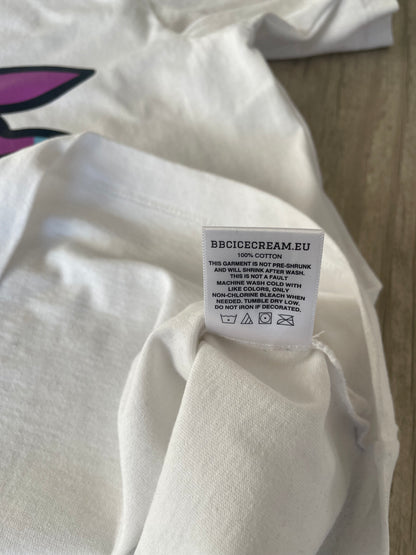 BBCICECREAM.EU
100% COTTON
THIS GARMENT IS NOT PRE-SHRUNK
AND WILL SHRINK AFTER WASH.
THIS IS NOT A FAULT
MACHINE WASH COLD WITH
LIKE COLORS, ONLY
NON-CHLORINE BLEACH WHEN
NEEDED. TUMBLE DRY LOW.
DO NOT IRON IF DECORATED.